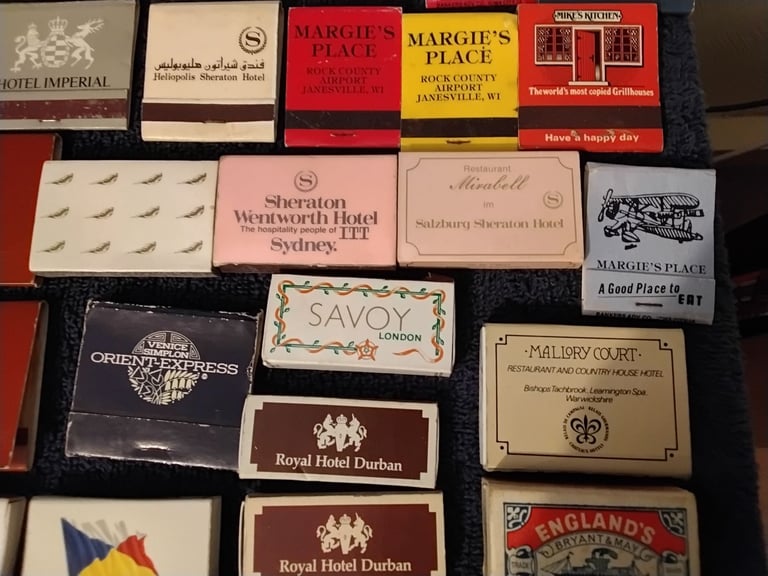 HOTEL IMPERIAL
S
فندق شيراتون هليوبوليس
Heliopolis Sheraton Hotel
MARGIE'S
PLACE
ROCK COUNTY
AIRPORT
JANESVILLE, WI
MARGIE'S
PLACE
ROCK COUNTY
AIRPORT
JANESVILLE, WI
MIKE'S KITCHEN
The world's most copied Grillhouses
Have a happy day
S
Sheraton
Wentworth Hotel
The hospitality people of ITT
Sydney.
Restaurant
Mirabell
im
S
Salzburg Sheraton Hotel
MARGIE'S PLACE
A Good Place to
EAT
VENICE
SIMPLON
ORIENT-EXPRESS
SAVOY
LONDON
Royal Hotel Durban
MALLORY COURT
RESTAURANT AND COUNTRY HOUSE HOTEL
Bishops Tachbrook, Leamington Spa,
Warwickshire
Royal Hotel Durban
ENGLAND'S
BRYANT & MAY
TRADE